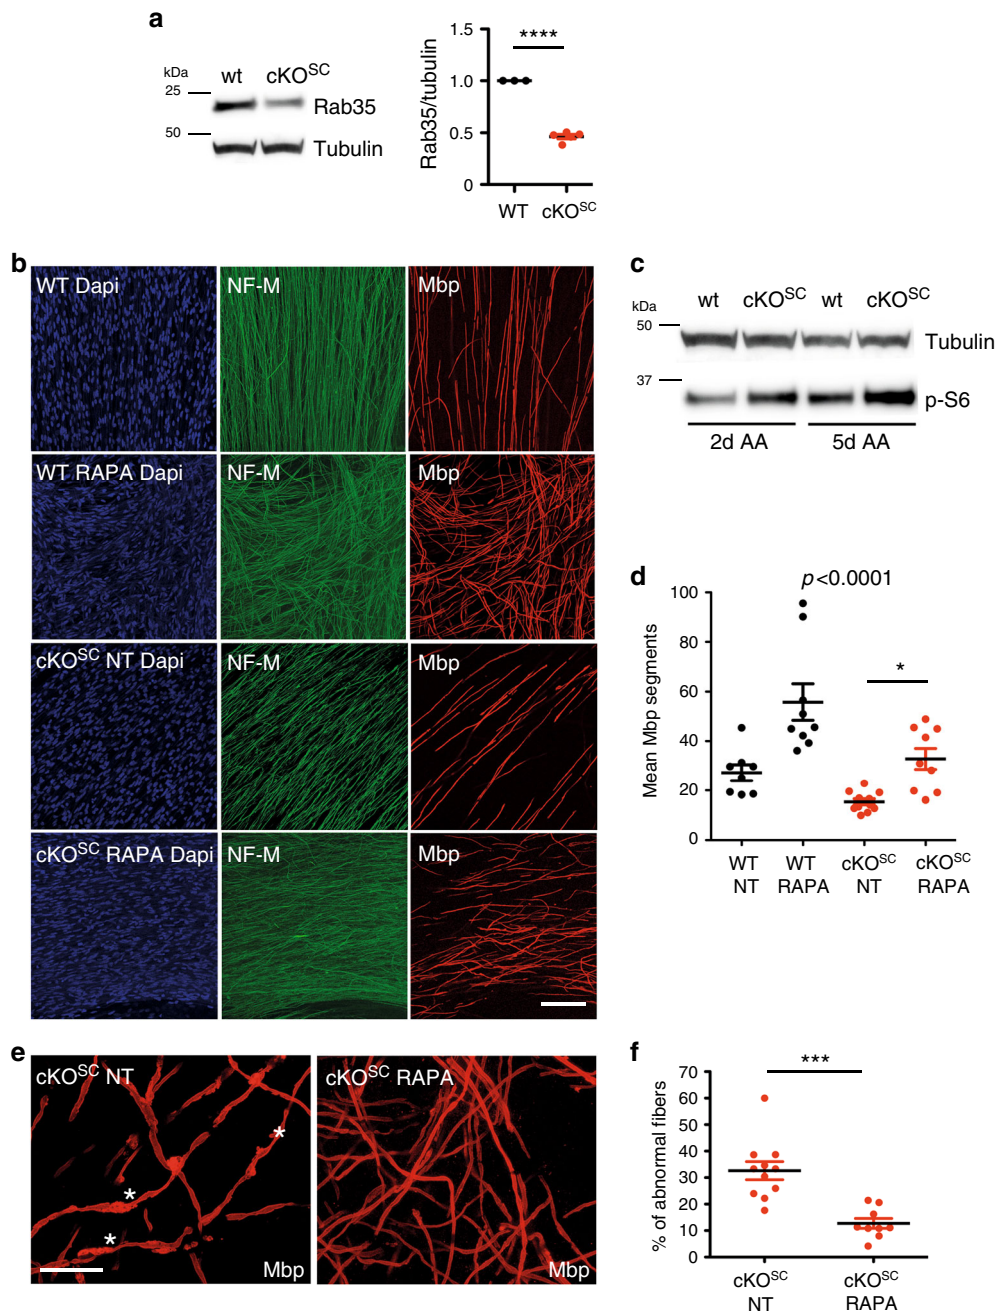 a
kDa
wt cKO^SC
25
Rab35
50
Tubulin
1.5
1.0
0.5
0
Rab35/tubulin
****
WT cKO^SC
b
WT Dapi NF-M Mbp
WT RAPA Dapi NF-M Mbp
cKO^SC NT Dapi NF-M Mbp
cKO^SC RAPA Dapi NF-M Mbp
c
kDa
wt cKO^SC wt cKO^SC
50
Tubulin
37
p-S6
2d AA 5d AA
d
p<0.0001
100
80
60
40
20
0
Mean Mbp segments
*
WT NT
WT RAPA
cKO^SC NT
cKO^SC RAPA
e
cKO^SC NT
*
*
*
Mbp
cKO^SC RAPA
Mbp
f
***
70
60
50
40
30
20
10
0
% of abnormal fibers
cKO^SC NT
cKO^SC RAPA